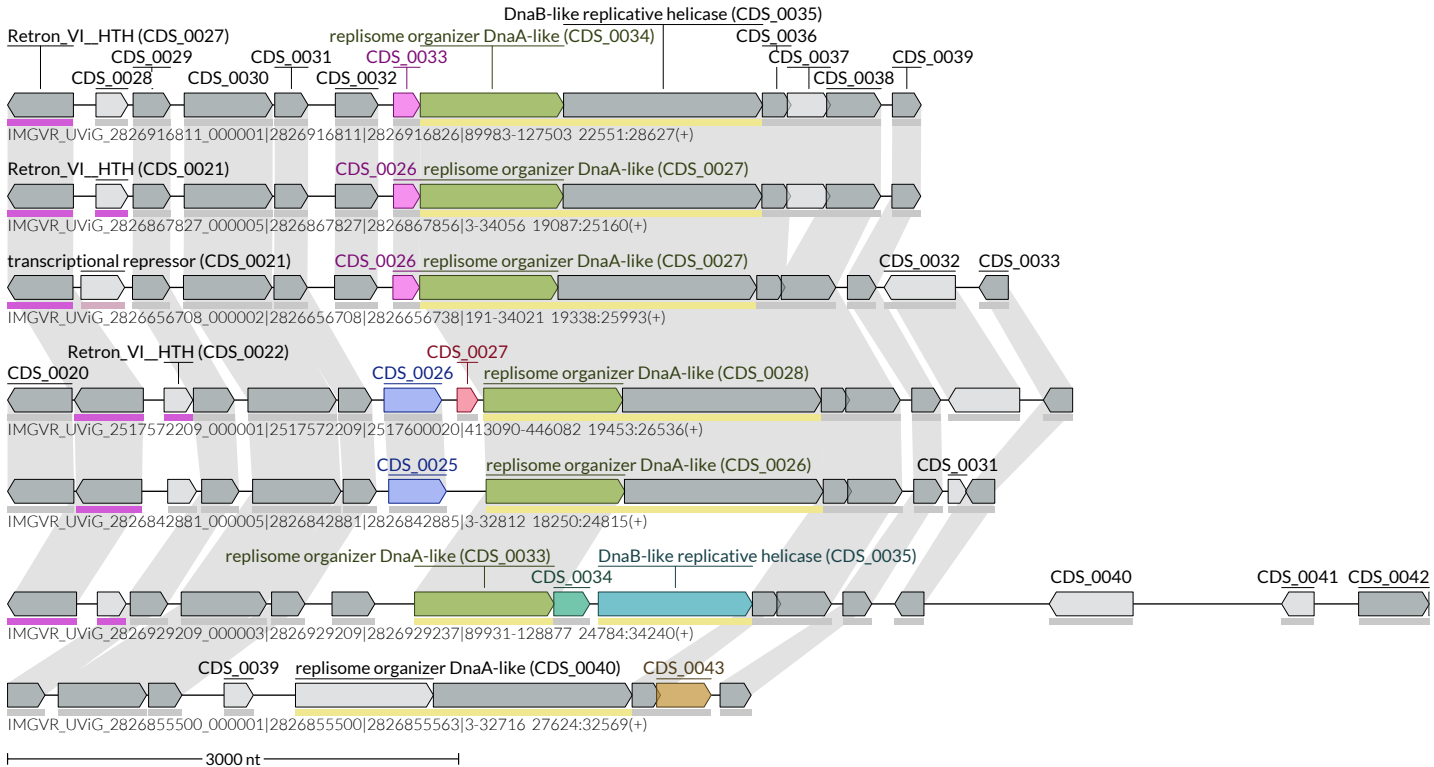 DnaB-like replicative helicase (CDS_0035)
Retron_VI__HTH (CDS_0027) replisome organizer DnaA-like (CDS_0034) CDS_0036
CDS_0029 CDS_0031 CDS_0033 CDS_0037 CDS_0039
CDS_0028 CDS_0030 CDS_0032 CDS_0038
IMGVR_UViG_2826916811_000001|2826916811|2826916826|89983-127503 22551:28627(+)
Retron_VI__HTH (CDS_0021) CDS_0026 replisome organizer DnaA-like (CDS_0027)
IMGVR_UViG_2826867827_000005|2826867827|2826867856|3-34056 19087:25160(+)
transcriptional repressor (CDS_0021) CDS_0026 replisome organizer DnaA-like (CDS_0027) CDS_0032 CDS_0033
IMGVR_UViG_2826656708_000002|2826656708|2826656738|191-34021 19338:25993(+)
Retron_VI__HTH (CDS_0022) CDS_0027
CDS_0020 CDS_0026 replisome organizer DnaA-like (CDS_0028)
IMGVR_UViG_2517572209_000001|2517572209|2517600020|413090-446082 19453:26536(+)
CDS_0025 replisome organizer DnaA-like (CDS_0026) CDS_0031
IMGVR_UViG_2826842881_000005|2826842881|2826842885|3-32812 18250:24815(+)
replisome organizer DnaA-like (CDS_0033) DnaB-like replicative helicase (CDS_0035)
CDS_0034 CDS_0040 CDS_0041 CDS_0042
IMGVR_UViG_2826929209_000003|2826929209|2826929237|89931-128877 24784:34240(+)
CDS_0039 replisome organizer DnaA-like (CDS_0040) CDS_0043
IMGVR_UViG_2826855500_000001|2826855500|2826855563|3-32716 27624:32569(+)
3000 nt